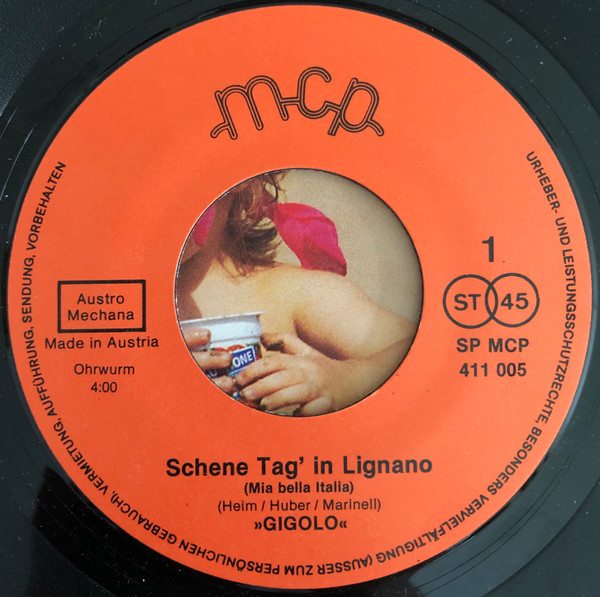 mcp
URHEBER- UND LEISTUNGSSCHUTZRECHTE, BESONDERS VERVIELFÄLTIGUNG (AUSSER ZUM PERSÖNLICHEN GEBRAUCH), VERMIETUNG, AUFFÜHRUNG, SENDUNG, VORBEHALTEN
1
Austro
Mechana
ST 45
Made in Austria
SP MCP
411 005
Ohrwurm
4:00
ONE
Schene Tag' in Lignano
(Mia bella Italia)
(Heim / Huber / Marinell)
»GIGOLO«